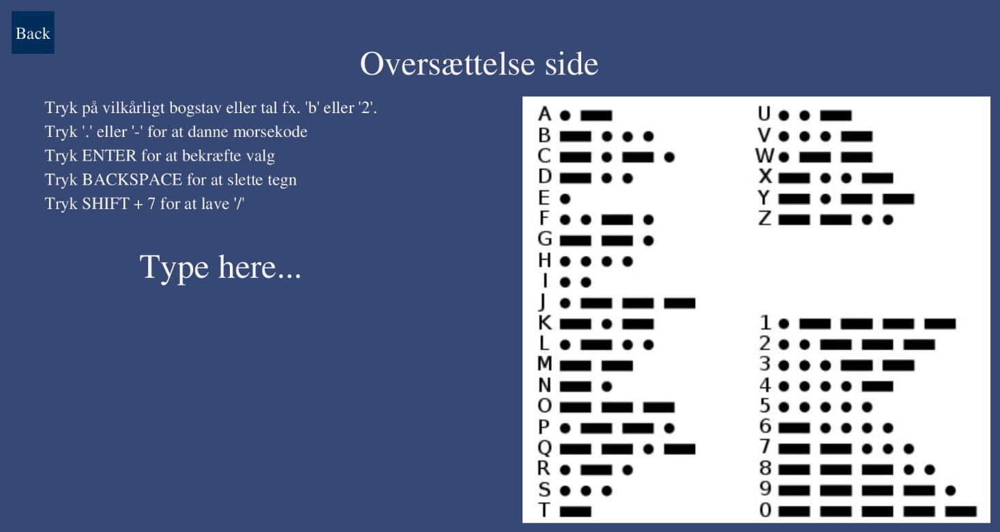 Back
Oversættelse side
Tryk på vilkårligt bogstav eller tal fx. 'b' eller '2'.
Tryk '.' eller '-' for at danne morsekode
Tryk ENTER for at bekræfte valg
Tryk BACKSPACE for at slette tegn
Tryk SHIFT + 7 for at lave '/'
Type here...
A
B
C
D
E
F
G
H
I
J
K
L
M
N
O
P
Q
R
S
T
U
V
W
X
Y
Z
1
2
3
4
5
6
7
8
9
0